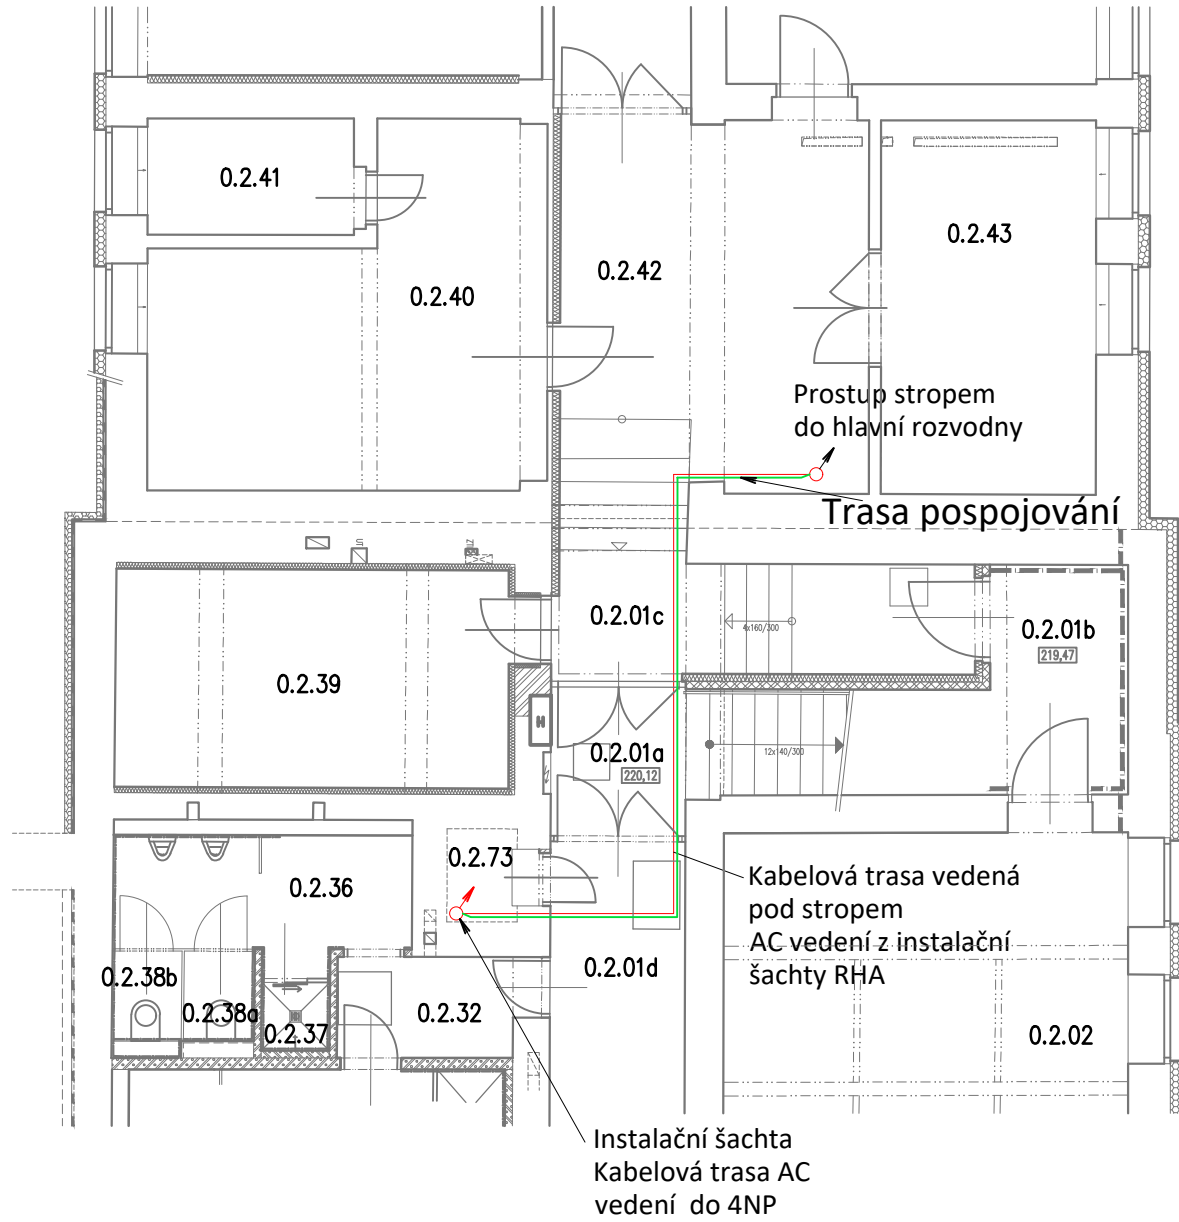 0.2.41
0.2.40
0.2.42
0.2.43
Prostup stropem
do hlavní rozvodny
Trasa pospojování
0.2.01c
4x160/300
0.2.01b
219,47
0.2.39
H
0.2.01a
220,12
12x140/300
0.2.73
0.2.36
Kabelová trasa vedená
pod stropem
AC vedení z instalační
šachty RHA
0.2.01d
0.2.38b
0.2.38a
0.2.37
0.2.32
0.2.02
Instalační šachta
Kabelová trasa AC
vedení do 4NP